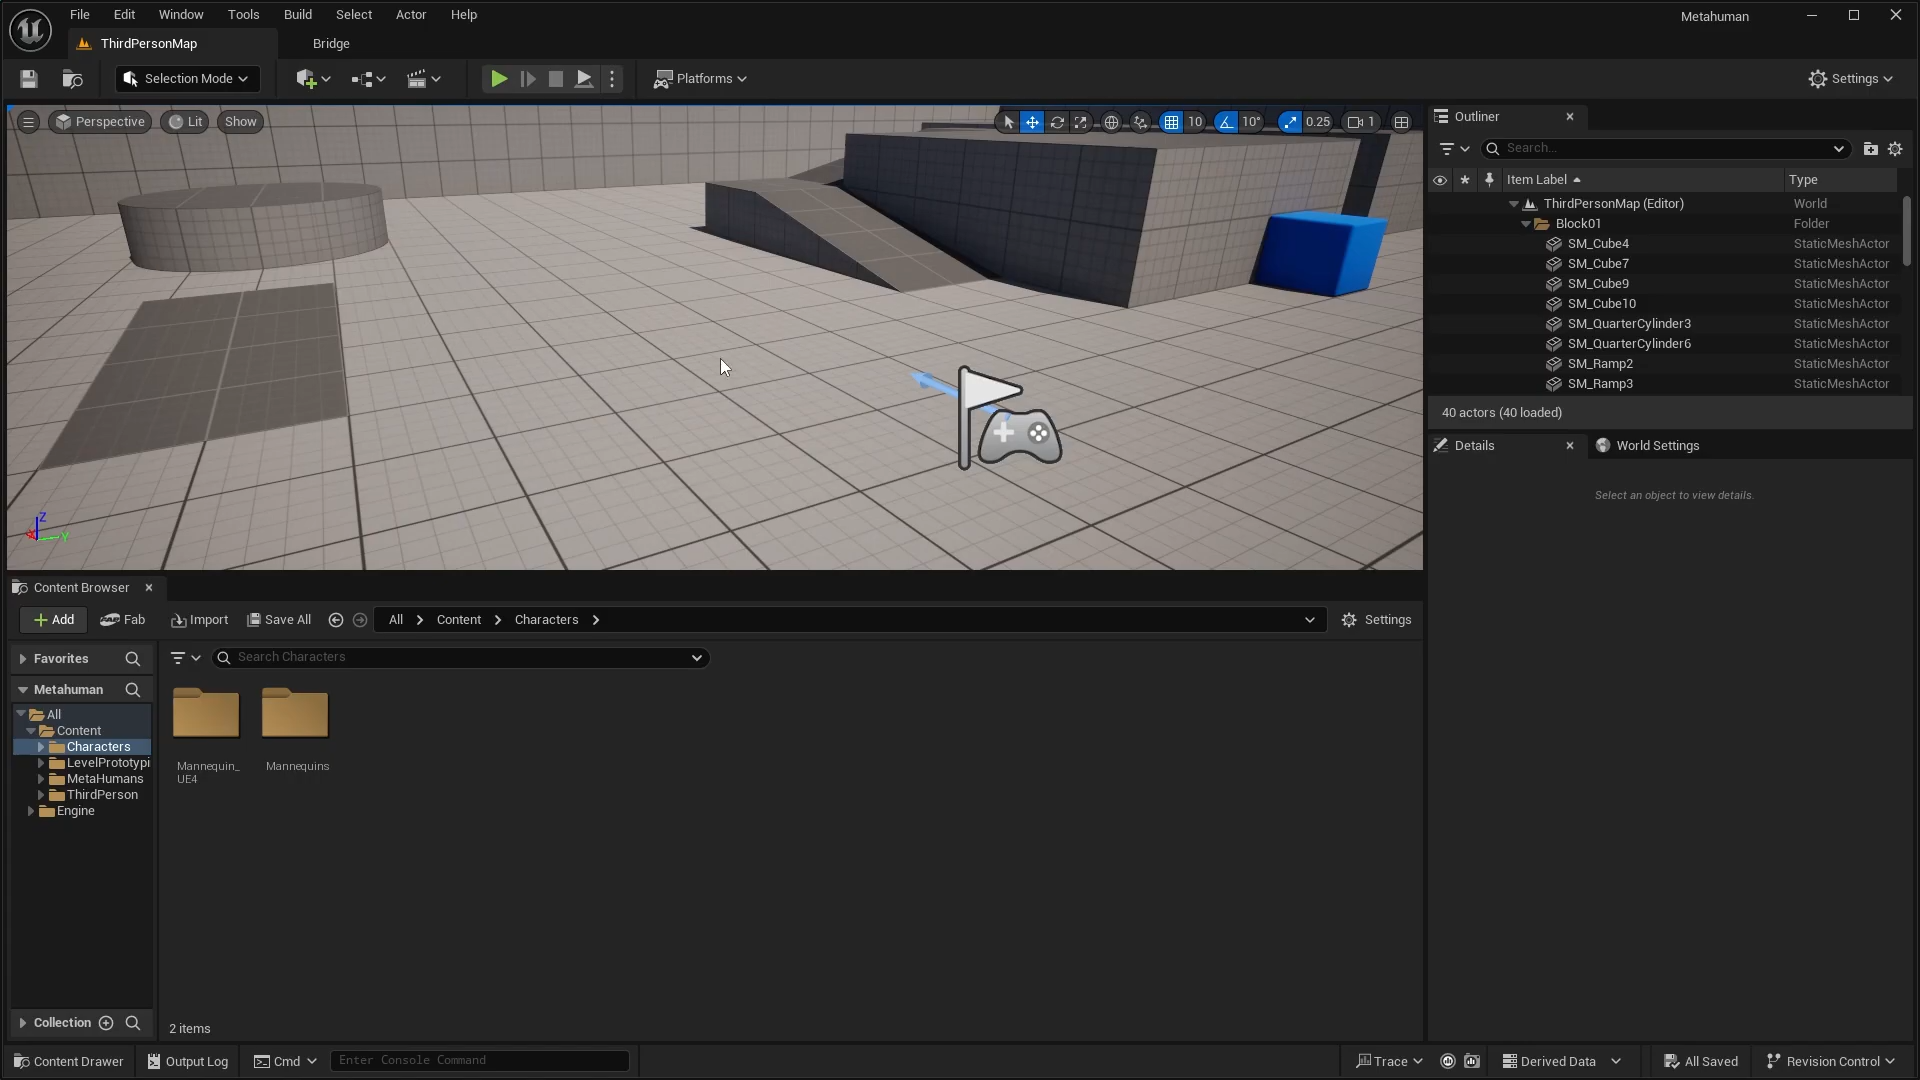 File Edit Window Tools Build Select Actor Help
Metahuman
ThirdPersonMap
Bridge
Selection Mode
Platforms
Settings
Perspective
Lit
Show
10
10°
0.25
1
Z
Y
Outliner
Search...
Item Label
Type
ThirdPersonMap (Editor) World
Block01 Folder
SM_Cube4 StaticMeshActor
SM_Cube7 StaticMeshActor
SM_Cube9 StaticMeshActor
SM_Cube10 StaticMeshActor
SM_QuarterCylinder3 StaticMeshActor
SM_QuarterCylinder6 StaticMeshActor
SM_Ramp2 StaticMeshActor
SM_Ramp3 StaticMeshActor
40 actors (40 loaded)
Details
World Settings
Select an object to view details.
Content Browser
Add
Fab
Import
Save All
All
Content
Characters
Settings
Favorites
Search Characters
Metahuman
All
Content
Characters
LevelPrototypi
MetaHumans
ThirdPerson
Engine
Mannequin_
UE4
Mannequins
Collection
2 items
Content Drawer
Output Log
Cmd
Enter Console Command
Trace
Derived Data
All Saved
Revision Control